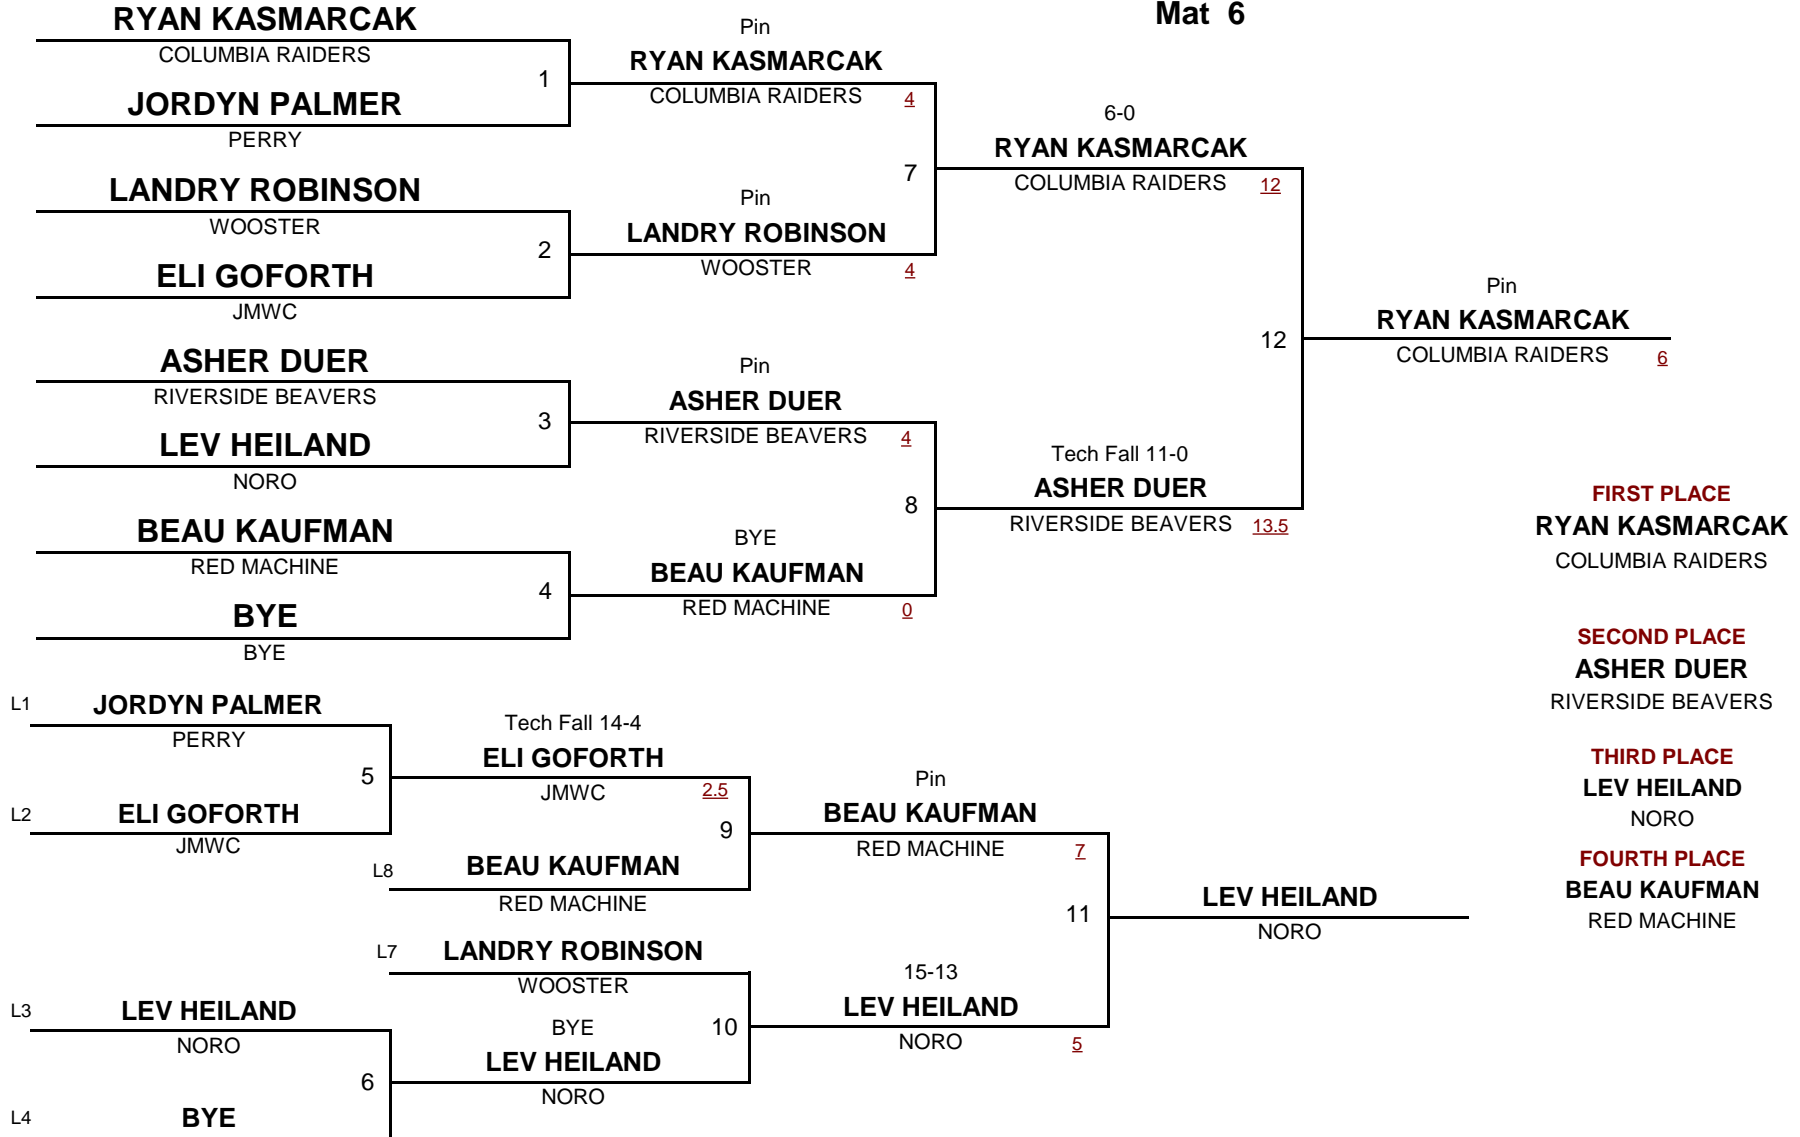 Mat 6
RYAN KASMARCAK
COLUMBIA RAIDERS
1
JORDYN PALMER
PERRY
Pin
RYAN KASMARCAK
COLUMBIA RAIDERS 4
LANDRY ROBINSON
WOOSTER
2
ELI GOFORTH
JMWC
Pin
LANDRY ROBINSON
WOOSTER 4
7
6-0
RYAN KASMARCAK
COLUMBIA RAIDERS 12
ASHER DUER
RIVERSIDE BEAVERS
3
LEV HEILAND
NORO
Pin
ASHER DUER
RIVERSIDE BEAVERS 4
BEAU KAUFMAN
RED MACHINE
4
BYE
BYE
BYE
BEAU KAUFMAN
RED MACHINE 0
8
Tech Fall 11-0
ASHER DUER
RIVERSIDE BEAVERS 13.5
12
Pin
RYAN KASMARCAK
COLUMBIA RAIDERS 6
FIRST PLACE
RYAN KASMARCAK
COLUMBIA RAIDERS
SECOND PLACE
ASHER DUER
RIVERSIDE BEAVERS
THIRD PLACE
LEV HEILAND
NORO
FOURTH PLACE
BEAU KAUFMAN
RED MACHINE
L1 JORDYN PALMER
PERRY
5
L2 ELI GOFORTH
JMWC
Tech Fall 14-4
ELI GOFORTH
JMWC 2.5
9
L8 BEAU KAUFMAN
RED MACHINE
Pin
BEAU KAUFMAN
RED MACHINE 7
L7 LANDRY ROBINSON
WOOSTER
10
L3 LEV HEILAND
NORO
6
L4 BYE
BYE
LEV HEILAND
NORO
15-13
LEV HEILAND
NORO 5
11
LEV HEILAND
NORO